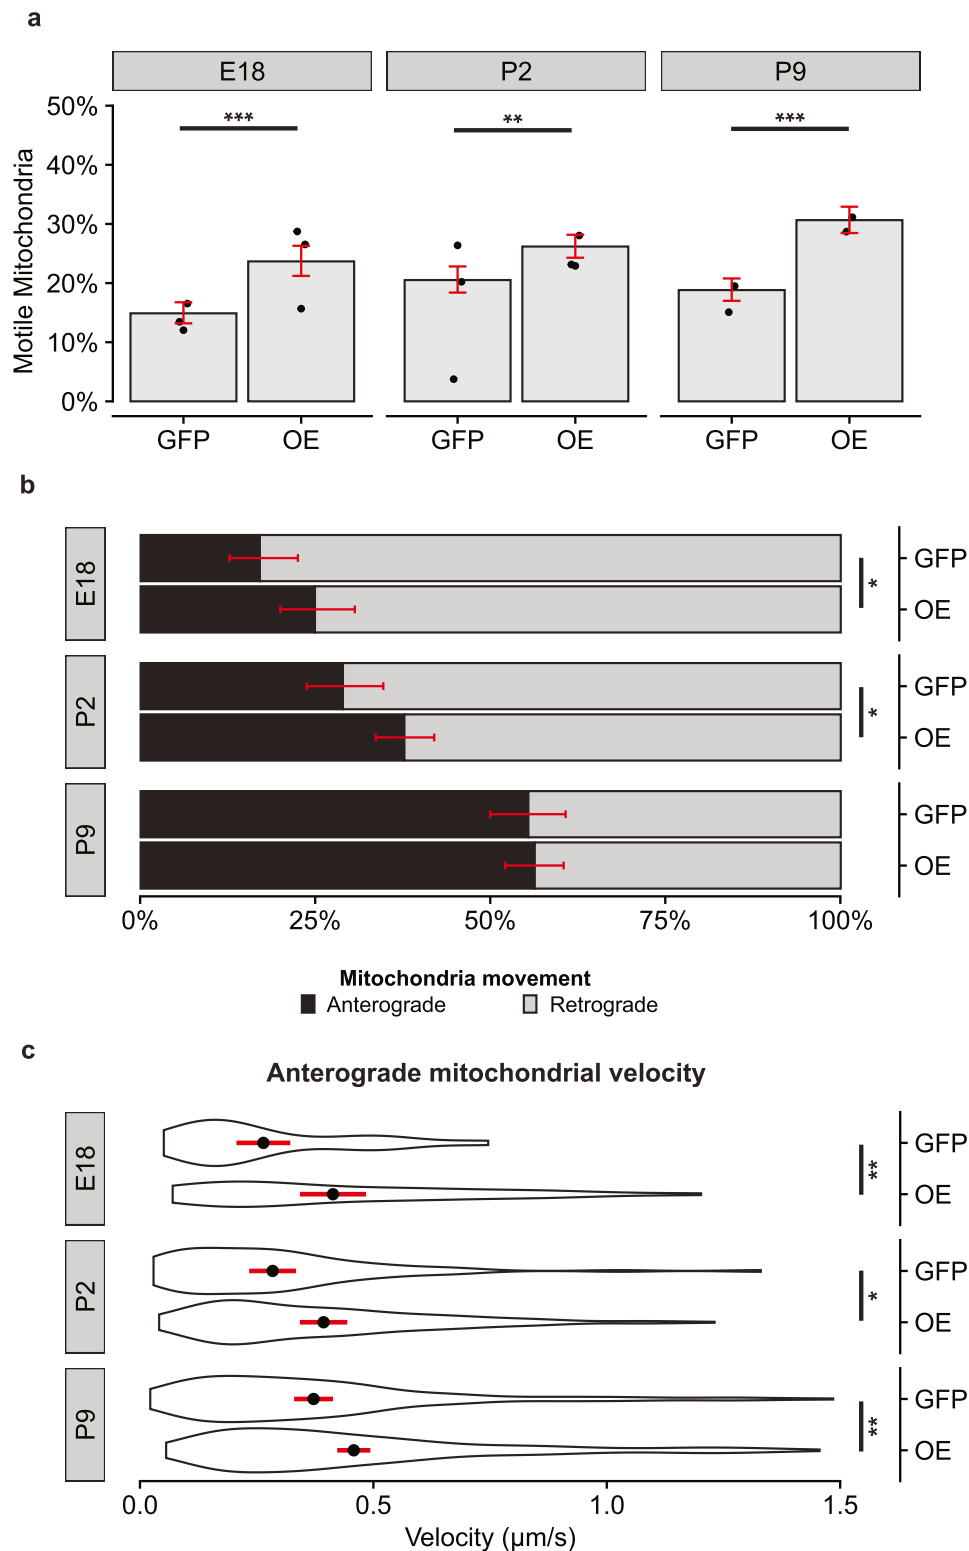 a
E18 P2 P9
50%
*** ** ***
40%
30%
20%
10%
0%
Motile Mitochondria
GFP OE GFP OE GFP OE
b
E18
GFP
*
OE
P2
GFP
*
OE
P9
GFP
OE
0% 25% 50% 75% 100%
Mitochondria movement
Anterograde Retrograde
c
Anterograde mitochondrial velocity
E18
GFP
**
OE
P2
GFP
*
OE
P9
GFP
**
OE
0.0 0.5 1.0 1.5
Velocity (μm/s)